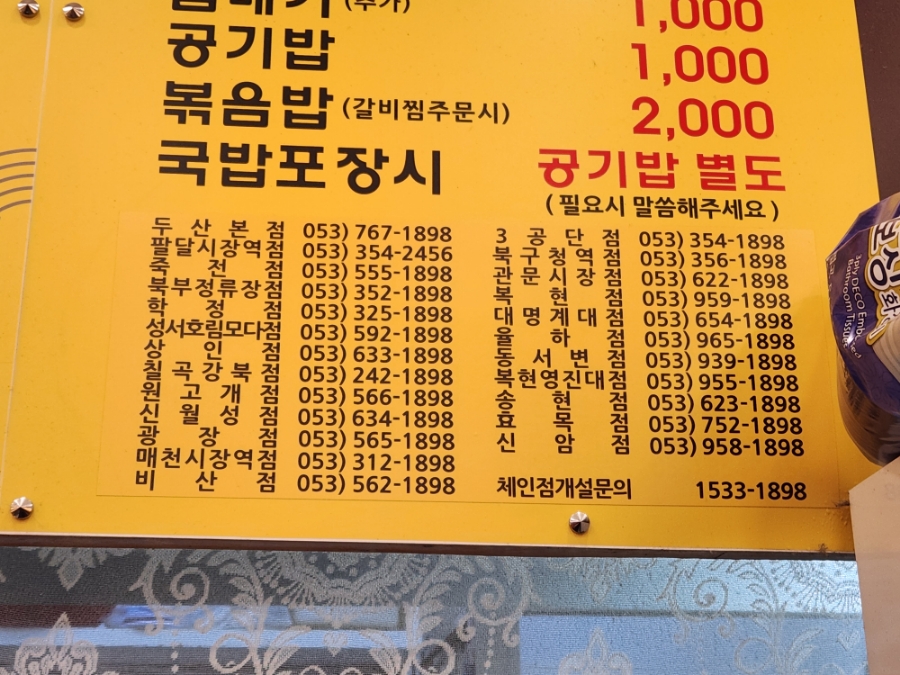 (추가) 1,000
공기밥 1,000
볶음밥 (갈비찜주문시) 2,000
국밥포장시 공기밥 별도
(필요시 말씀해주세요)
두산본점 053) 767-1898
팔달시장역점 053) 354-2456
죽전점 053) 555-1898
북부정류장점 053) 352-1898
학정점 053) 325-1898
성서호림모다점 053) 592-1898
상인점 053) 633-1898
칠곡강북점 053) 242-1898
원고개점 053) 566-1898
신월성점 053) 634-1898
광장점 053) 565-1898
매천시장역점 053) 312-1898
비산점 053) 562-1898
3공단점 053) 354-1898
북구청역점 053) 356-1898
관문시장점 053) 622-1898
복현점 053) 959-1898
대명계대점 053) 654-1898
율하점 053) 965-1898
동서변점 053) 939-1898
복현영진대점 053) 955-1898
송현점 053) 623-1898
효목점 053) 752-1898
신암점 053) 958-1898
체인점개설문의 1533-1898
보성
3ply DECO Embossed
Bathroom Tissue